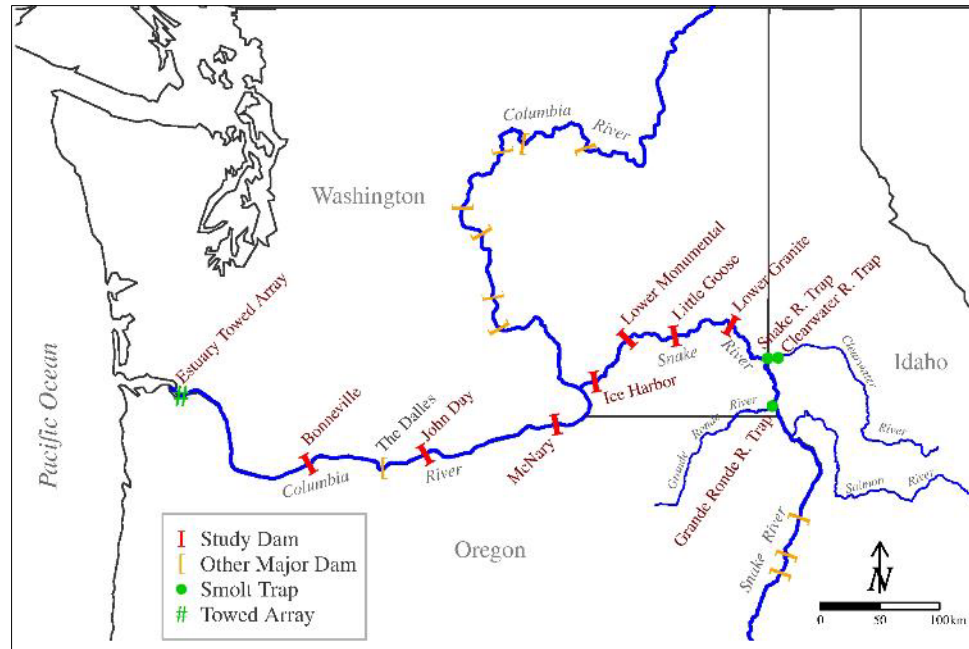 Columbia
River
Washington
Lower Monumental
Little Goose
Lower Granite
Snake R. Trap
Clearwater R. Trap
Estuary Towed Array
Pacific Ocean
Snake
River
Clearwater
River
Idaho
Ice Harbor
Bonneville
The Dalles
John Day
McNary
Columbia
River
Grande
Ronde
River
Grande Ronde R. Trap
Salmon
River
Snake
River
Oregon
Study Dam
Other Major Dam
Smolt Trap
Towed Array
N
0 50 100km